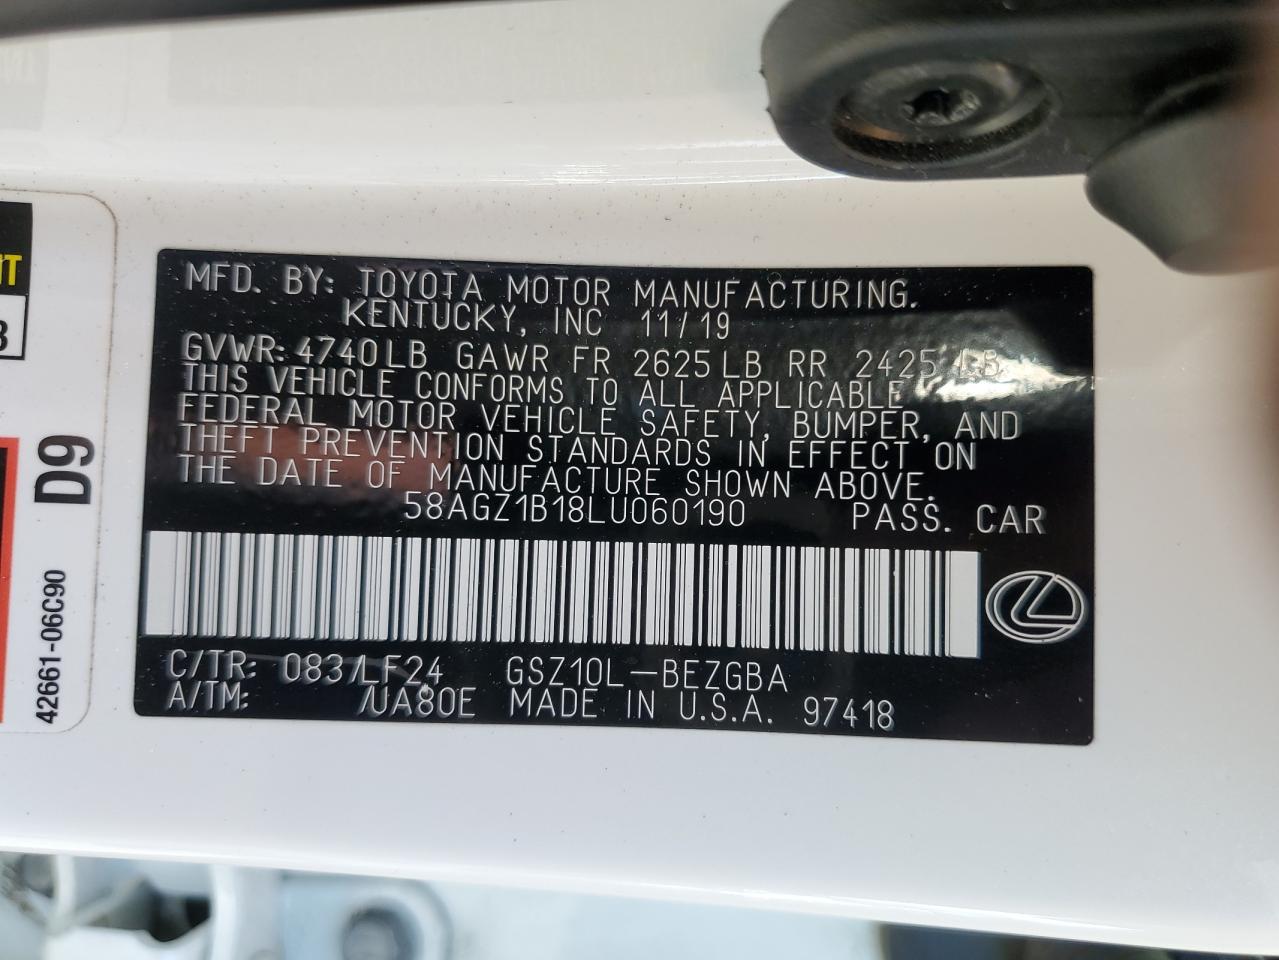 MFD. BY: TOYOTA MOTOR MANUFACTURING.
KENTUCKY, INC 11/19
GVWR: 4740LB GAWR FR 2625LB RR 2425LB
THIS VEHICLE CONFORMS TO ALL APPLICABLE
FEDERAL MOTOR VEHICLE SAFETY, BUMPER, AND
THEFT PREVENTION STANDARDS IN EFFECT ON
THE DATE OF MANUFACTURE SHOWN ABOVE.
58AGZ1B18LU060190 PASS. CAR
C/TR: 083/LF24 GSZ10L-BEZGBA
A/TM: /UA80E MADE IN U.S.A. 97418
D9
42661-06C90